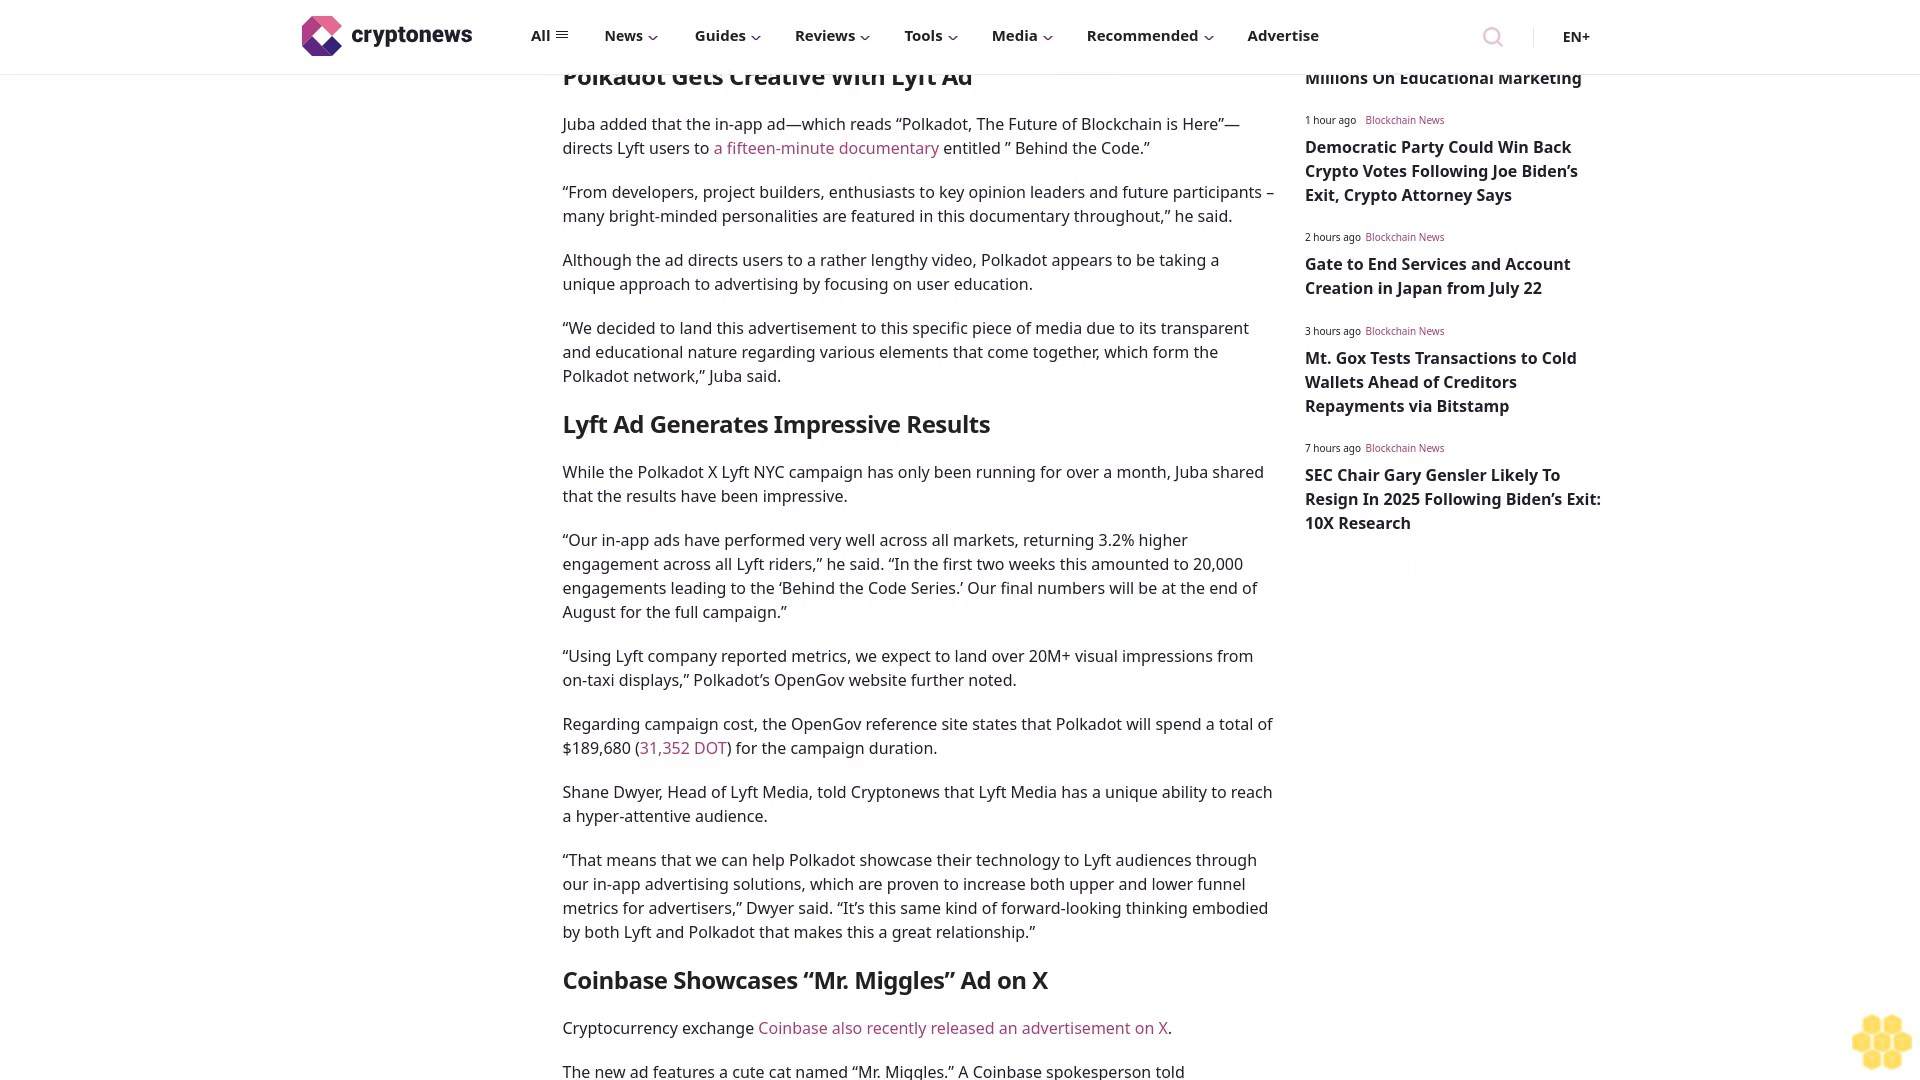 cryptonews
All
News
Guides
Reviews
Tools
Media
Recommended
Advertise
EN+
Polkadot Gets Creative With Lyft Ad
Juba added that the in-app ad—which reads “Polkadot, The Future of Blockchain is Here”—
directs Lyft users to a fifteen-minute documentary entitled ” Behind the Code.”
“From developers, project builders, enthusiasts to key opinion leaders and future participants –
many bright-minded personalities are featured in this documentary throughout,” he said.
Although the ad directs users to a rather lengthy video, Polkadot appears to be taking a
unique approach to advertising by focusing on user education.
“We decided to land this advertisement to this specific piece of media due to its transparent
and educational nature regarding various elements that come together, which form the
Polkadot network,” Juba said.
Lyft Ad Generates Impressive Results
While the Polkadot X Lyft NYC campaign has only been running for over a month, Juba shared
that the results have been impressive.
“Our in-app ads have performed very well across all markets, returning 3.2% higher
engagement across all Lyft riders,” he said. “In the first two weeks this amounted to 20,000
engagements leading to the ‘Behind the Code Series.’ Our final numbers will be at the end of
August for the full campaign.”
“Using Lyft company reported metrics, we expect to land over 20M+ visual impressions from
on-taxi displays,” Polkadot’s OpenGov website further noted.
Regarding campaign cost, the OpenGov reference site states that Polkadot will spend a total of
$189,680 (31,352 DOT) for the campaign duration.
Shane Dwyer, Head of Lyft Media, told Cryptonews that Lyft Media has a unique ability to reach
a hyper-attentive audience.
“That means that we can help Polkadot showcase their technology to Lyft audiences through
our in-app advertising solutions, which are proven to increase both upper and lower funnel
metrics for advertisers,” Dwyer said. “It’s this same kind of forward-looking thinking embodied
by both Lyft and Polkadot that makes this a great relationship.”
Coinbase Showcases “Mr. Miggles” Ad on X
Cryptocurrency exchange Coinbase also recently released an advertisement on X.
The new ad features a cute cat named “Mr. Miggles.” A Coinbase spokesperson told
Millions On Educational Marketing
1 hour ago Blockchain News
Democratic Party Could Win Back
Crypto Votes Following Joe Biden’s
Exit, Crypto Attorney Says
2 hours ago Blockchain News
Gate to End Services and Account
Creation in Japan from July 22
3 hours ago Blockchain News
Mt. Gox Tests Transactions to Cold
Wallets Ahead of Creditors
Repayments via Bitstamp
7 hours ago Blockchain News
SEC Chair Gary Gensler Likely To
Resign In 2025 Following Biden’s Exit:
10X Research